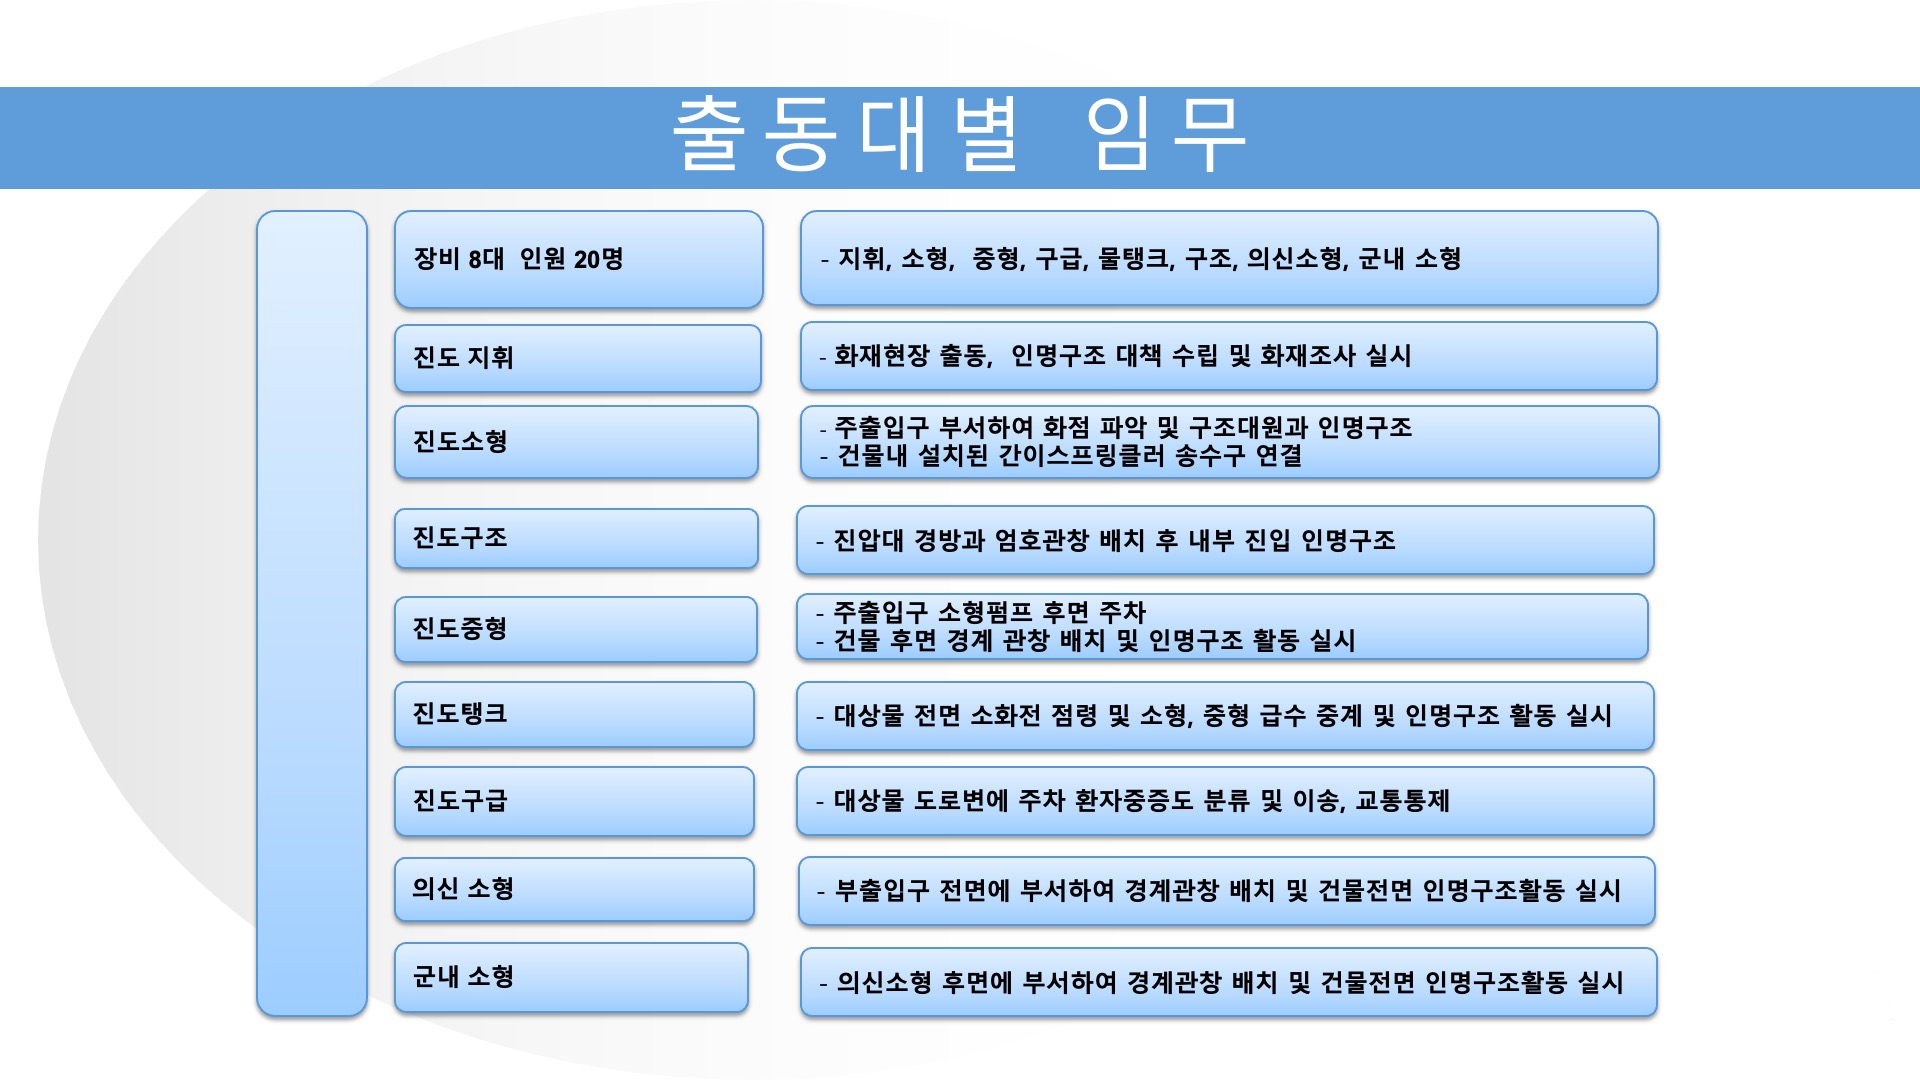 출동대별 임무
장비 8대 인원 20명
- 지휘, 소형, 중형, 구급, 물탱크, 구조, 의신소형, 군내 소형
진도 지휘
- 화재현장 출동, 인명구조 대책 수립 및 화재조사 실시
진도소형
- 주출입구 부서하여 화점 파악 및 구조대원과 인명구조
- 건물내 설치된 간이스프링클러 송수구 연결
진도구조
- 진압대 경방과 엄호관창 배치 후 내부 진입 인명구조
진도중형
- 주출입구 소형펌프 후면 주차
- 건물 후면 경계 관창 배치 및 인명구조 활동 실시
진도탱크
- 대상물 전면 소화전 점령 및 소형, 중형 급수 중계 및 인명구조 활동 실시
진도구급
- 대상물 도로변에 주차 환자중증도 분류 및 이송, 교통통제
의신 소형
- 부출입구 전면에 부서하여 경계관창 배치 및 건물전면 인명구조활동 실시
군내 소형
- 의신소형 후면에 부서하여 경계관창 배치 및 건물전면 인명구조활동 실시